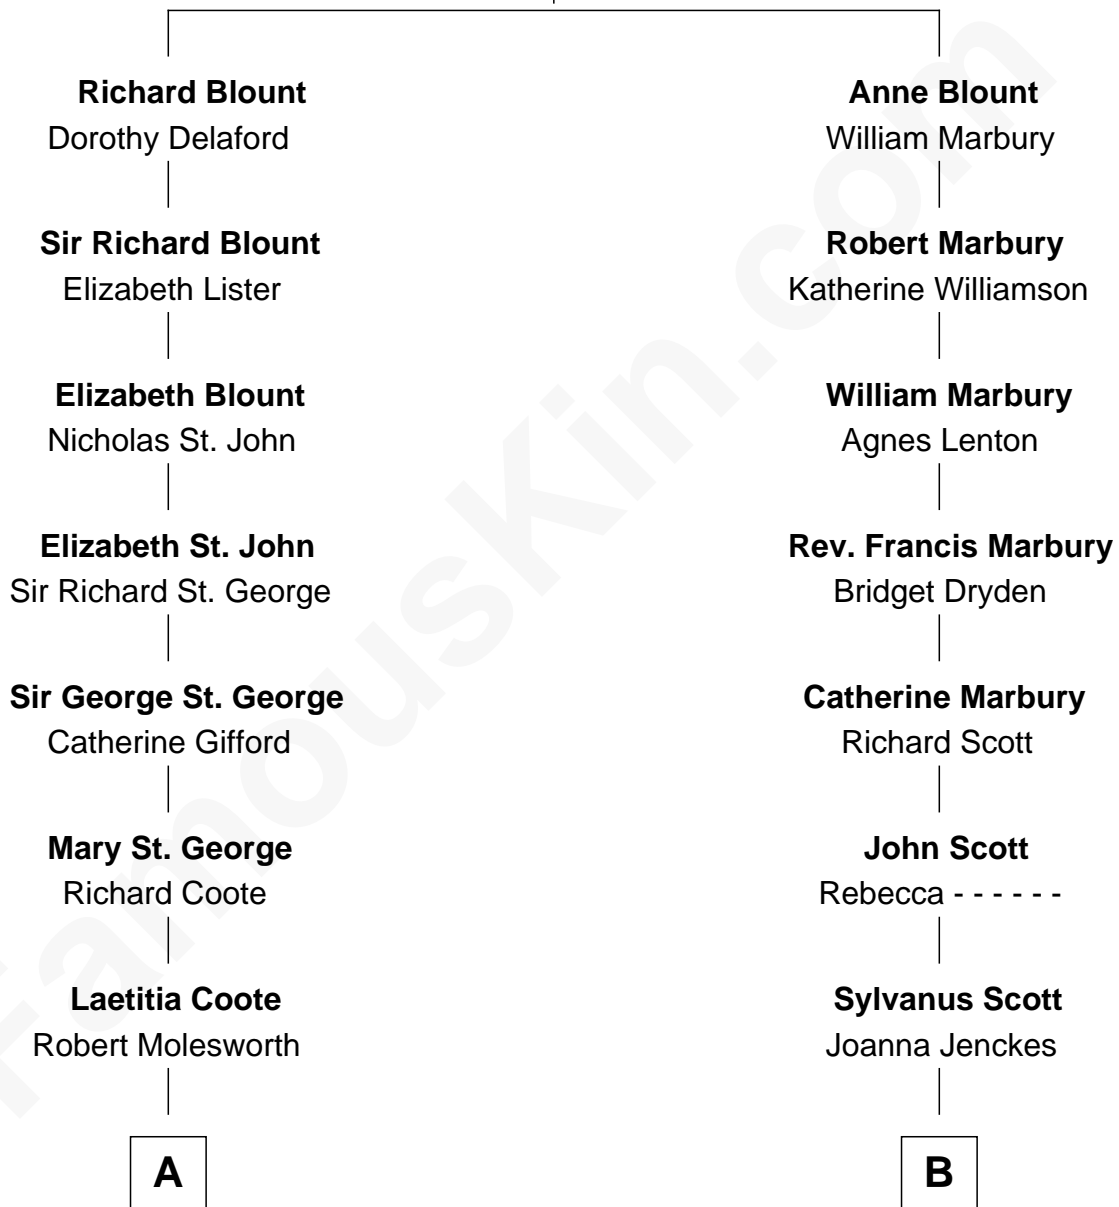 Richard Blount
Dorothy Delaford
Sir Richard Blount
Elizabeth Lister
Elizabeth Blount
Nicholas St. John
Elizabeth St. John
Sir Richard St. George
Sir George St. George
Catherine Gifford
Mary St. George
Richard Coote
Laetitia Coote
Robert Molesworth
A
Anne Blount
William Marbury
Robert Marbury
Katherine Williamson
William Marbury
Agnes Lenton
Rev. Francis Marbury
Bridget Dryden
Catherine Marbury
Richard Scott
John Scott
Rebecca - - - - - -
Sylvanus Scott
Joanna Jenckes
B
FamousKin.com